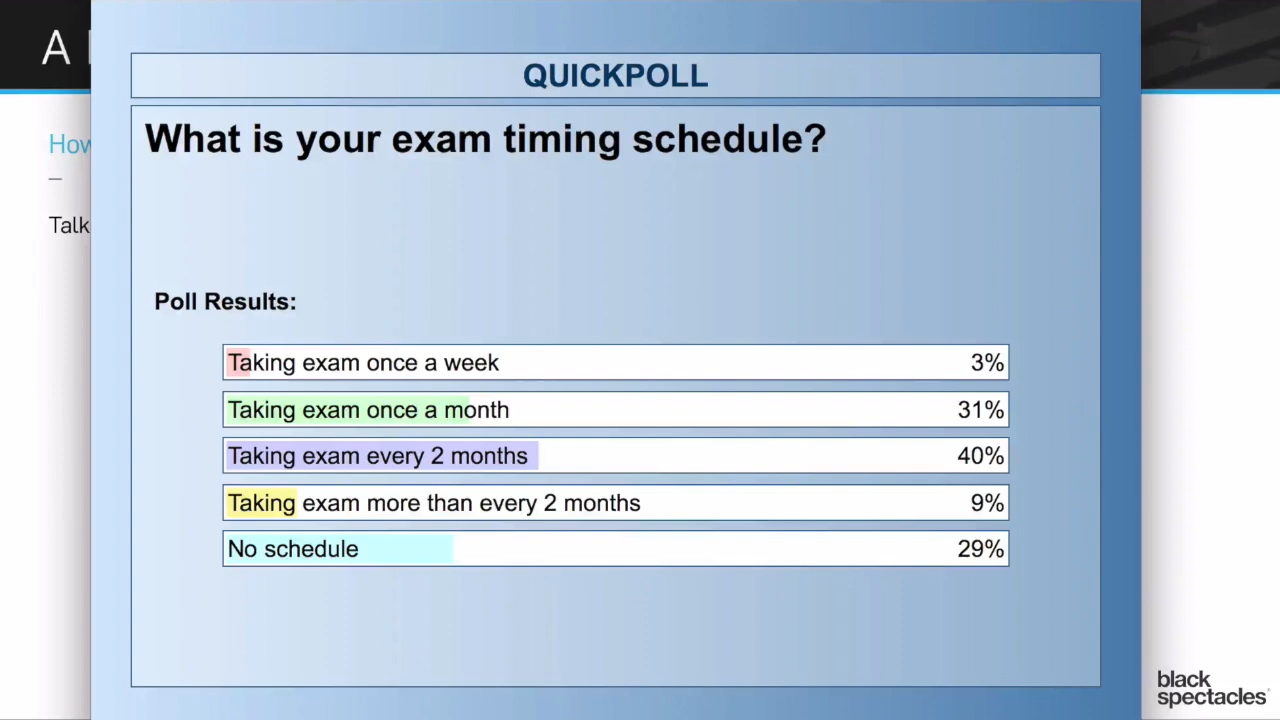 A
QUICKPOLL
How
What is your exam timing schedule?
–
Talk
Poll Results:
Taking exam once a week 3%
Taking exam once a month 31%
Taking exam every 2 months 40%
Taking exam more than every 2 months 9%
No schedule 29%
black
spectacles